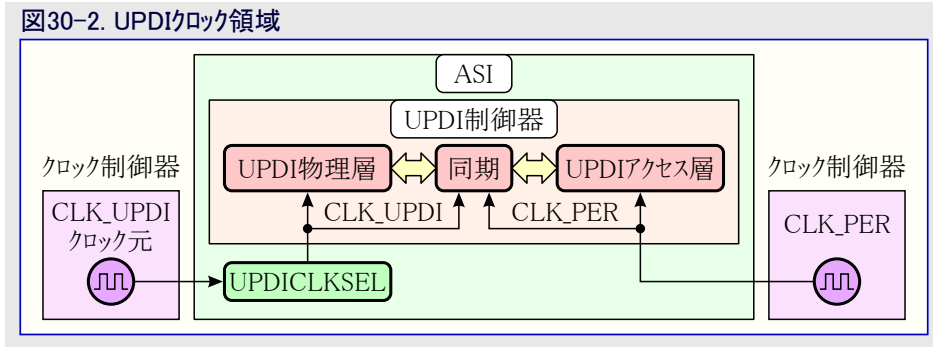 図30-2. UPDIクロック領域
ASI
UPDI制御器
クロック制御器
CLK_UPDI
クロック元
UPDI物理層
同期
UPDIアクセス層
CLK_UPDI
CLK_PER
UPDICLKSEL
クロック制御器
CLK_PER